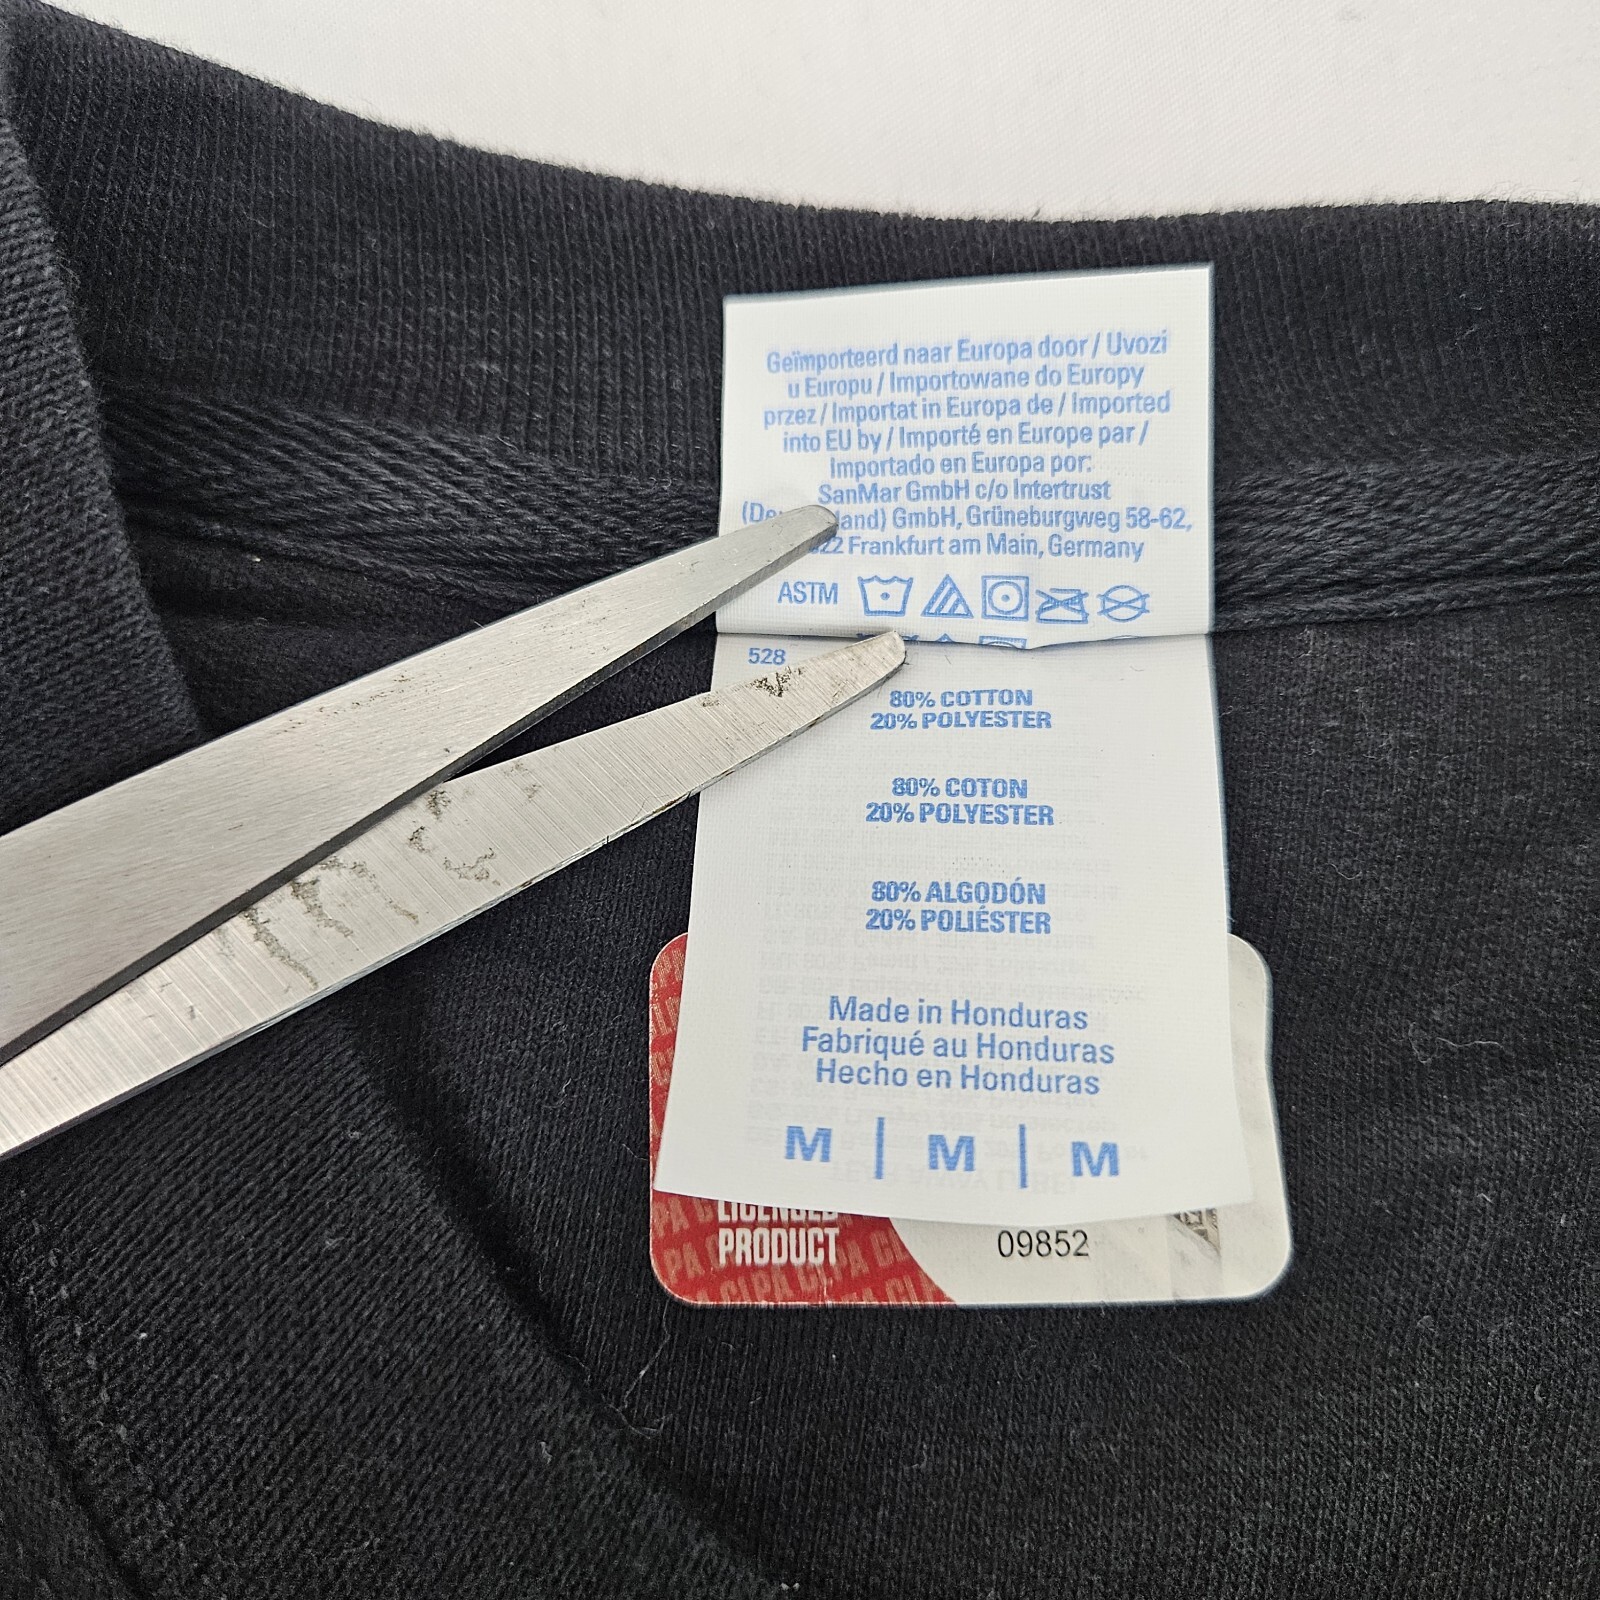 Geïmporteerd naar Europa door / Uvozi
u Europu / Importowane do Europy
przez / Importat in Europa de / Imported
into EU by / Importé en Europe par /
Importado en Europa por:
SanMar GmbH c/o Intertrust
GmbH, Grüneburgweg 58-62,
Frankfurt am Main, Germany
ASTM
528
80% COTTON
20% POLYESTER
80% COTON
20% POLYESTER
80% ALGODÓN
20% POLIÉSTER
Made in Honduras
Fabriqué au Honduras
Hecho en Honduras
M | M | M
LICENSED
PRODUCT
09852